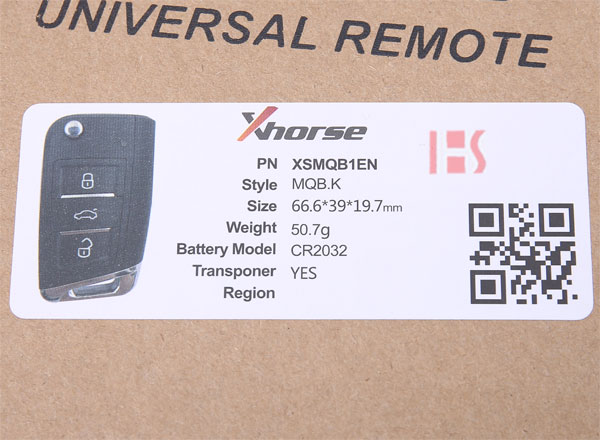 UNIVERSAL REMOTE
Xhorse
PN XSMQB1EN
Style MQB.K
Size 66.6*39*19.7mm
Weight 50.7g
Battery Model CR2032
Transponer YES
Region